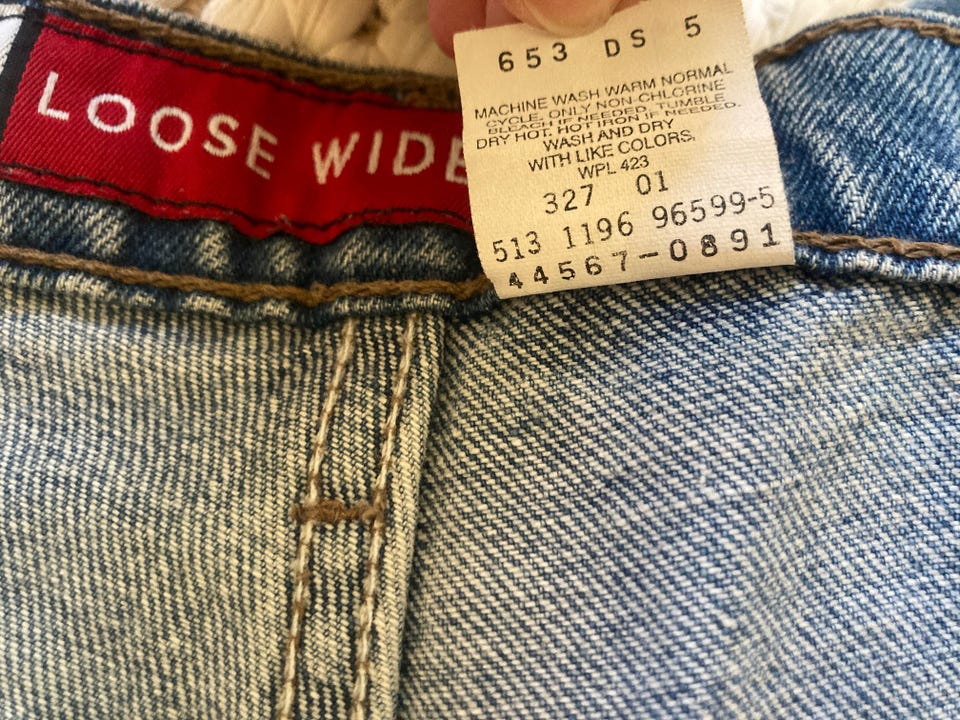 LOOSE WIDE
653 DS 5
MACHINE WASH WARM NORMAL
CYCLE. ONLY NON-CHLORINE
BLEACH IF NEEDED. TUMBLE
DRY HOT. HOT IRON IF NEEDED.
WASH AND DRY
WITH LIKE COLORS.
WPL 423
327 01
513 1196 96599-5
44567-0891